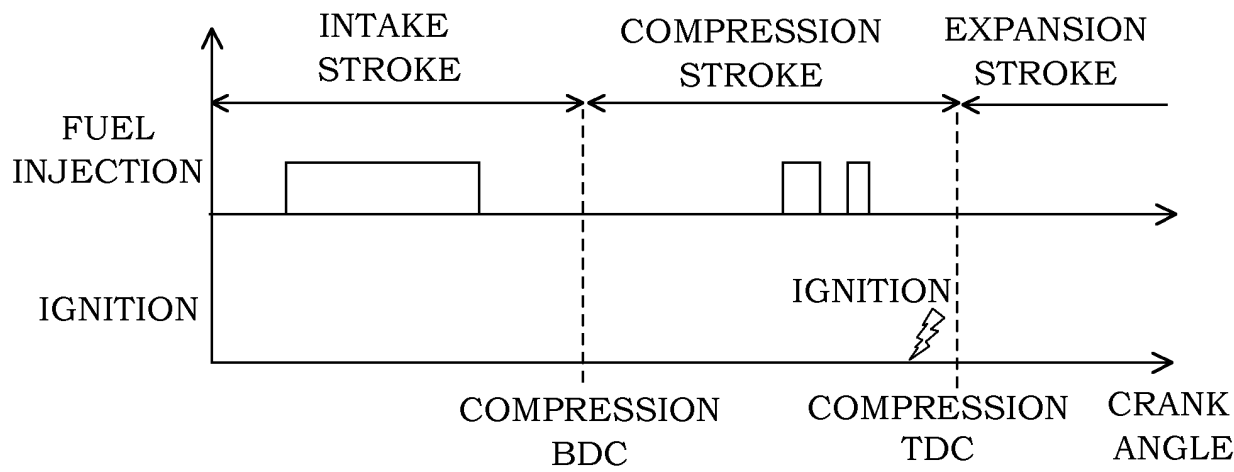 INTAKE
STROKE
COMPRESSION
STROKE
EXPANSION
STROKE
FUEL
INJECTION
IGNITION
IGNITION
COMPRESSION
BDC
COMPRESSION
TDC
CRANK
ANGLE